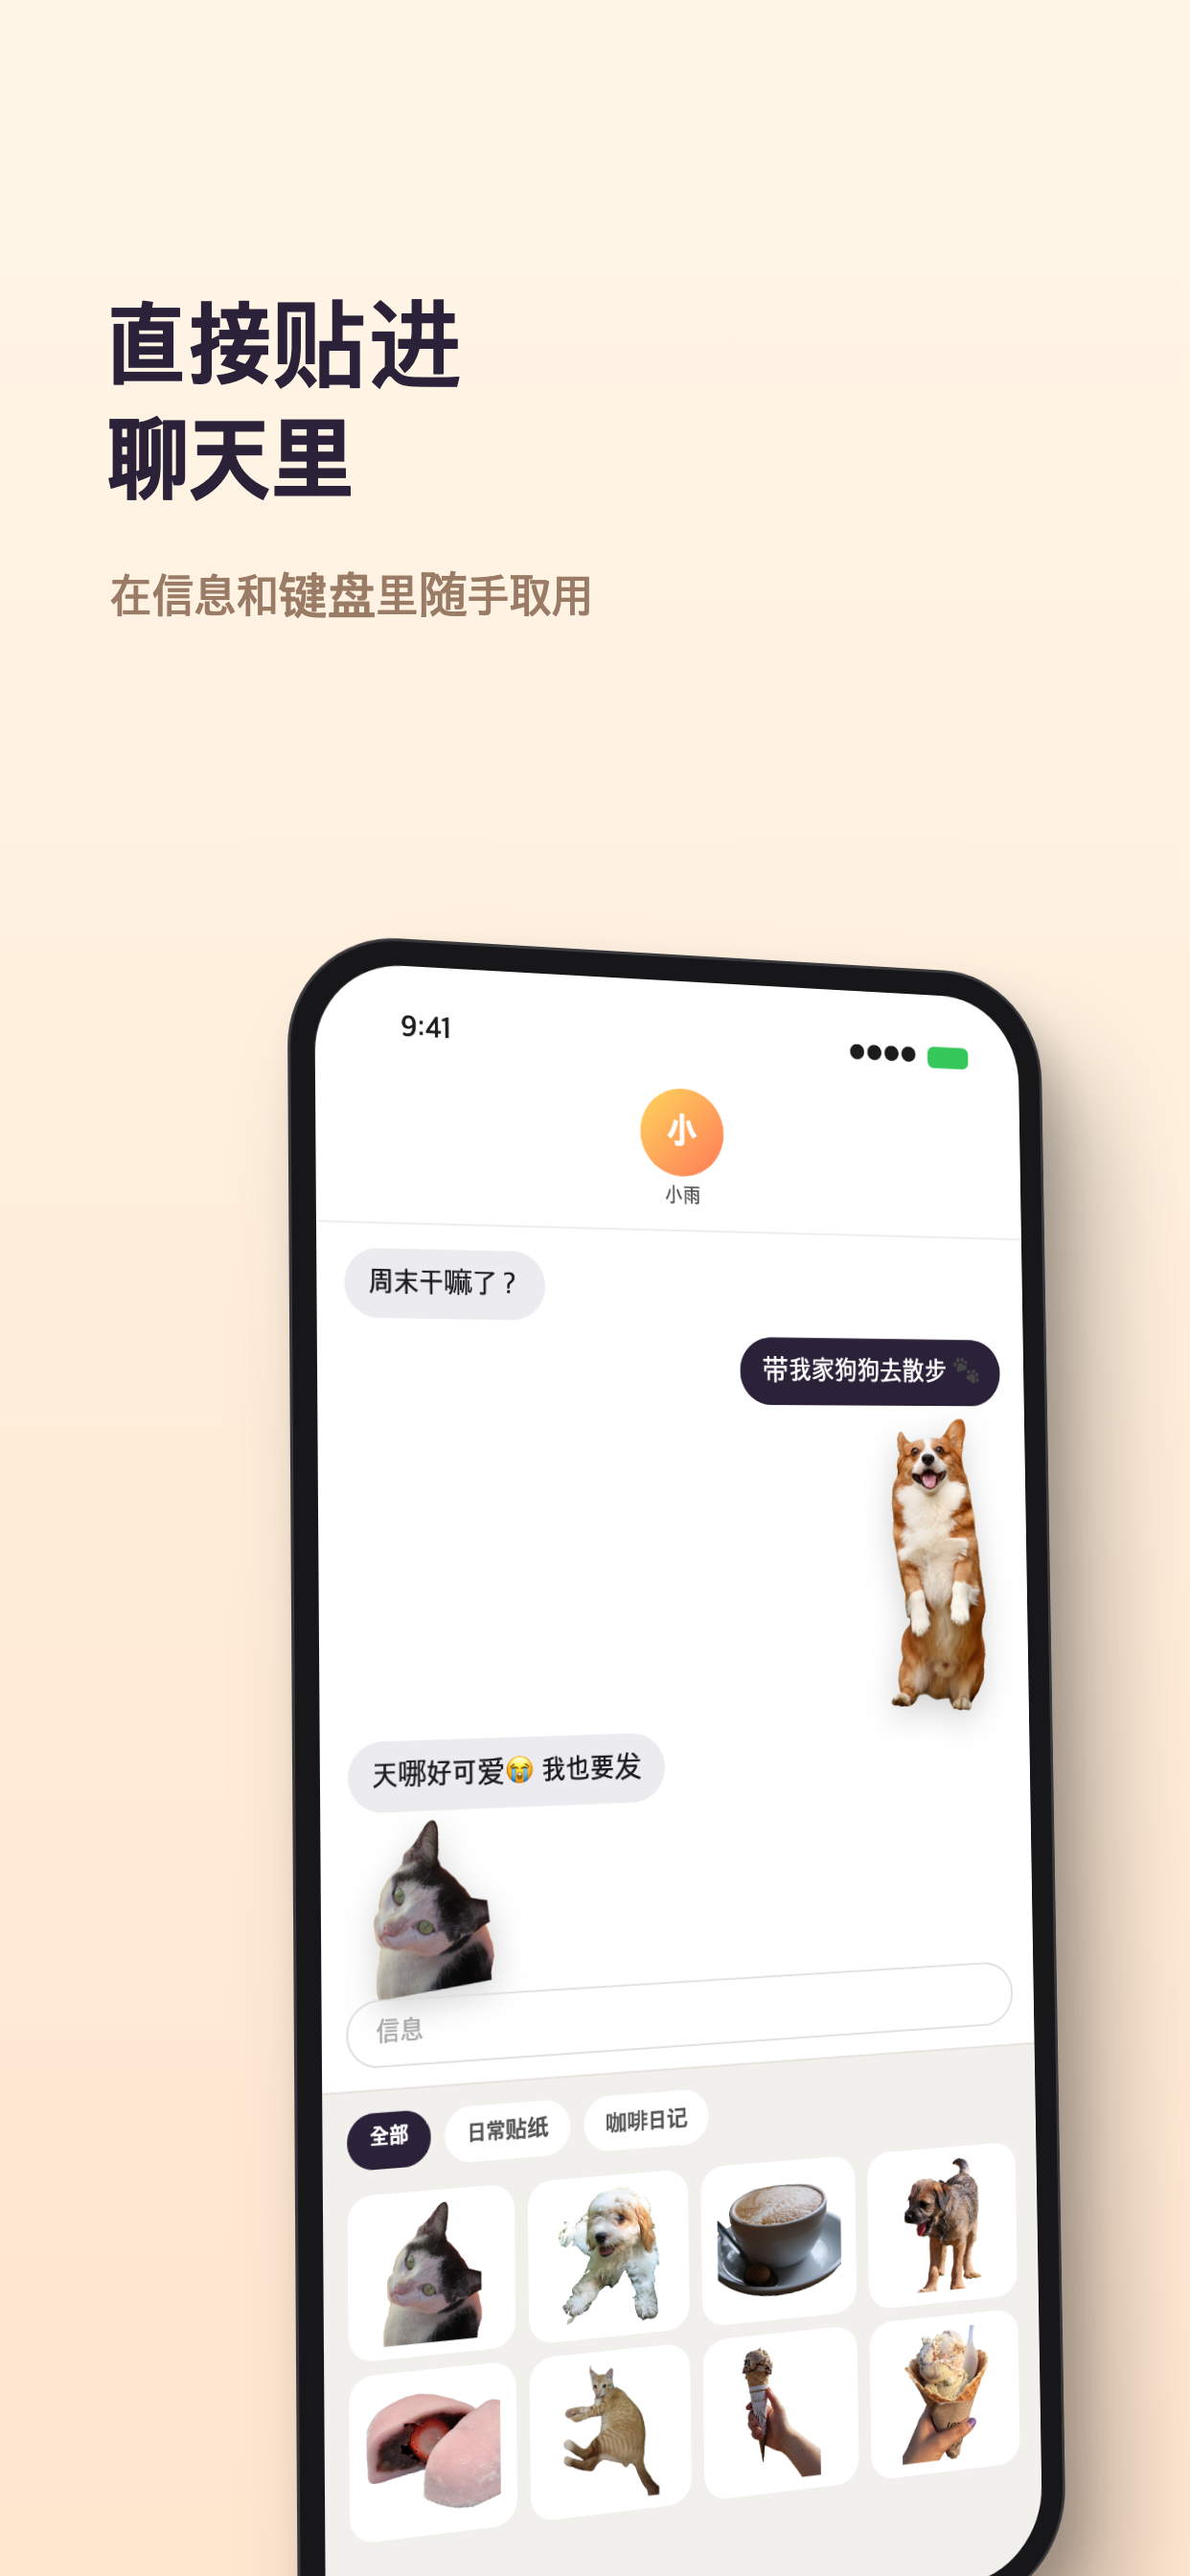 直接贴进
聊天里
在信息和键盘里随手取用
9:41
小
小雨
周末干嘛了？
带我家狗狗去散步 🐾
天哪好可爱😭 我也要发
信息
全部 日常贴纸 咖啡日记